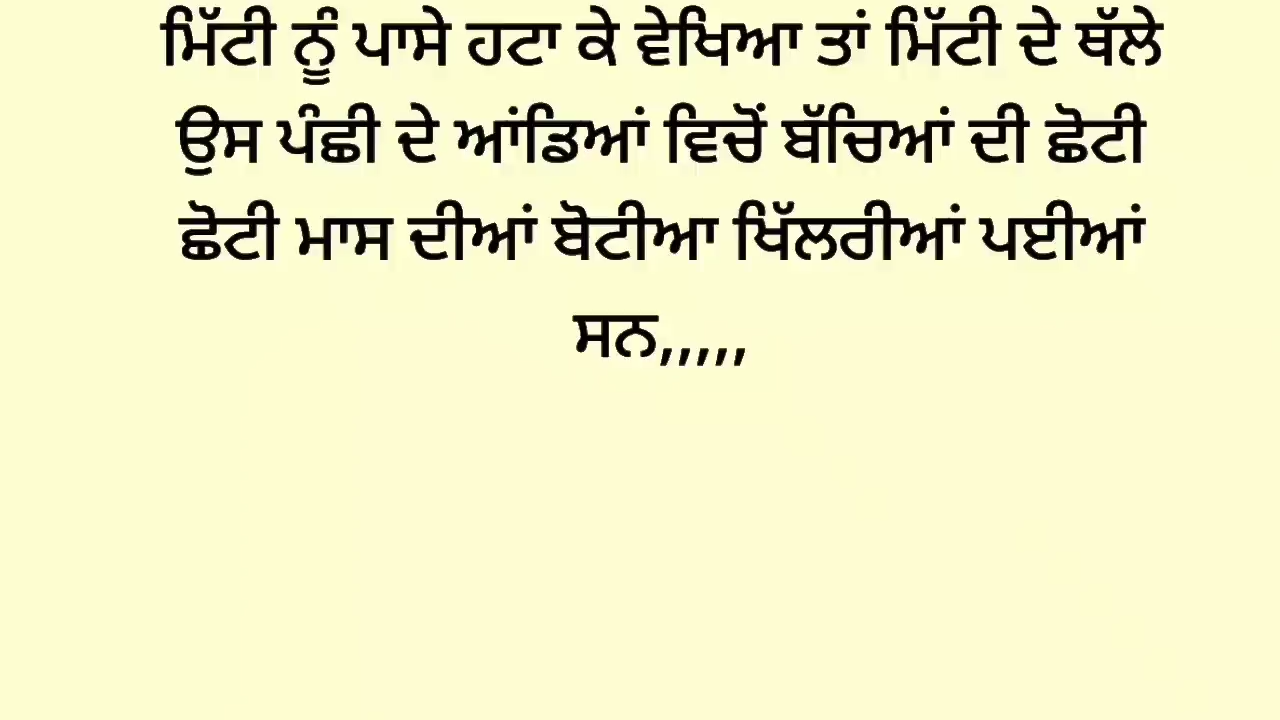 ਮਿੱਟੀ ਨੂੰ ਪਾਸੇ ਹਟਾ ਕੇ ਵੇਖਿਆ ਤਾਂ ਮਿੱਟੀ ਦੇ ਥੱਲੇ
ਉਸ ਪੰਛੀ ਦੇ ਆਂਡਿਆਂ ਵਿਚੋਂ ਬੱਚਿਆਂ ਦੀ ਛੋਟੀ
ਛੋਟੀ ਮਾਸ ਦੀਆਂ ਬੋਟੀਆ ਖਿੱਲਰੀਆਂ ਪਈਆਂ
ਸਨ,,,,,